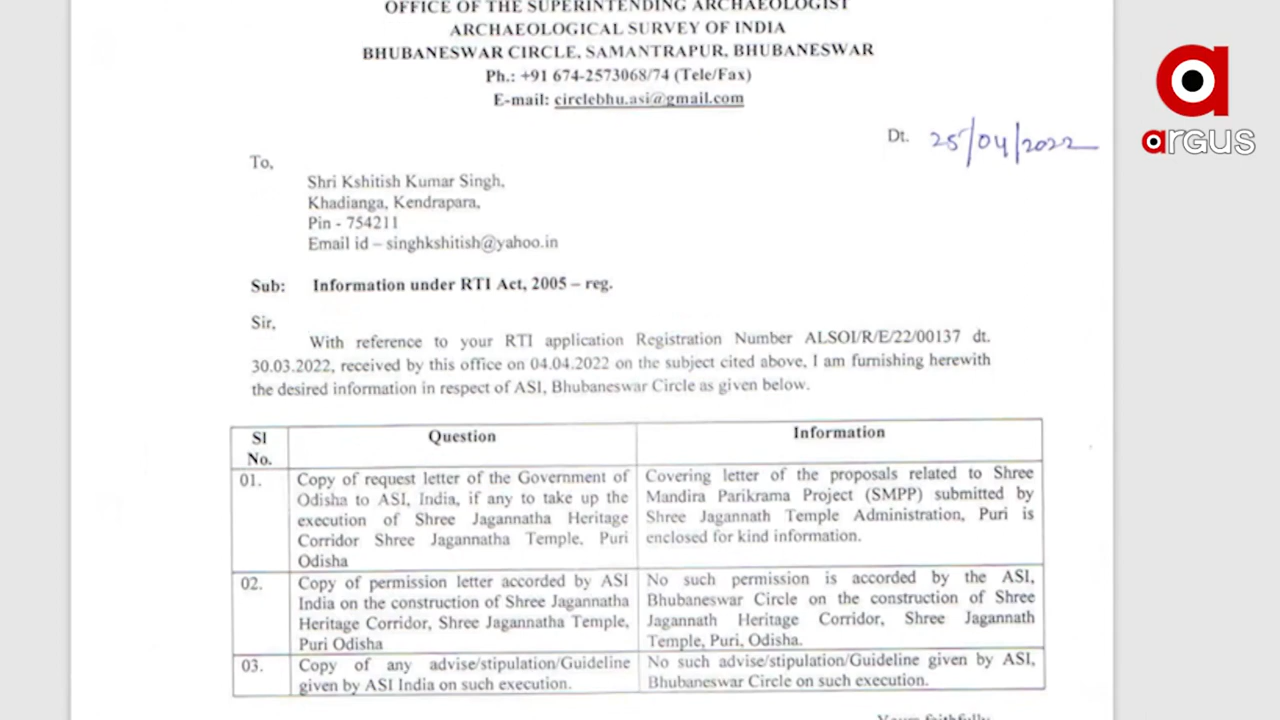 OFFICE OF THE SUPERINTENDING ARCHAEOLOGIST
ARCHAEOLOGICAL SURVEY OF INDIA
BHUBANESWAR CIRCLE, SAMANTRAPUR, BHUBANESWAR
Ph.: +91 674-2573068/74 (Tele/Fax)
E-mail: circlebhu.asi@gmail.com
argus
Dt. 25/04/2022
To,
Shri Kshitish Kumar Singh,
Khadianga, Kendrapara,
Pin - 754211
Email id – singhkshitish@yahoo.in
Sub: Information under RTI Act, 2005 – reg.
Sir,
With reference to your RTI application Registration Number ALSOI/R/E/22/00137 dt.
30.03.2022, received by this office on 04.04.2022 on the subject cited above, I am furnishing herewith
the desired information in respect of ASI, Bhubaneswar Circle as given below.
Sl No.
Question
Information
01.
Copy of request letter of the Government of
Odisha to ASI, India, if any to take up the
execution of Shree Jagannatha Heritage
Corridor Shree Jagannatha Temple, Puri
Odisha
Covering letter of the proposals related to Shree
Mandira Parikrama Project (SMPP) submitted by
Shree Jagannath Temple Administration, Puri is
enclosed for kind information.
02.
Copy of permission letter accorded by ASI
India on the construction of Shree Jagannatha
Heritage Corridor, Shree Jagannatha Temple,
Puri Odisha
No such permission is accorded by the ASI,
Bhubaneswar Circle on the construction of Shree
Jagannath Heritage Corridor, Shree Jagannath
Temple, Puri, Odisha.
03.
Copy of any advise/stipulation/Guideline
given by ASI India on such execution.
No such advise/stipulation/Guideline given by ASI,
Bhubaneswar Circle on such execution.
Yours faithfully